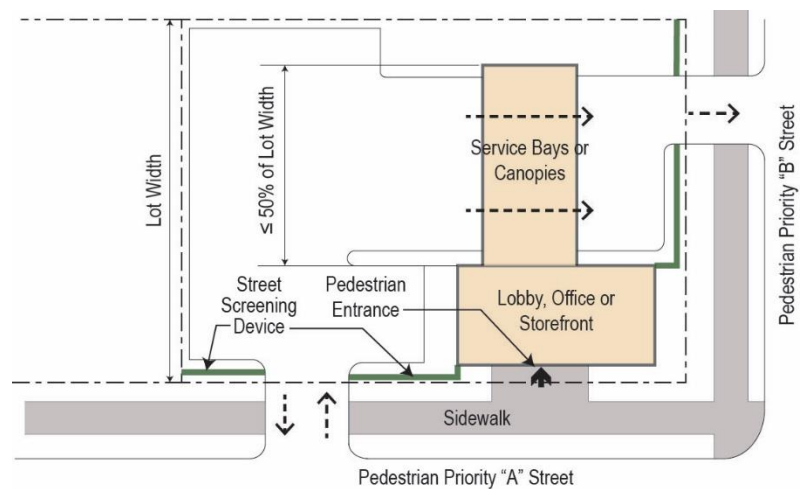 Lot Width
≤ 50% of Lot Width
Service Bays or
Canopies
Pedestrian Priority “B” Street
Street
Screening
Device
Pedestrian
Entrance
Lobby, Office or
Storefront
Sidewalk
Pedestrian Priority “A” Street